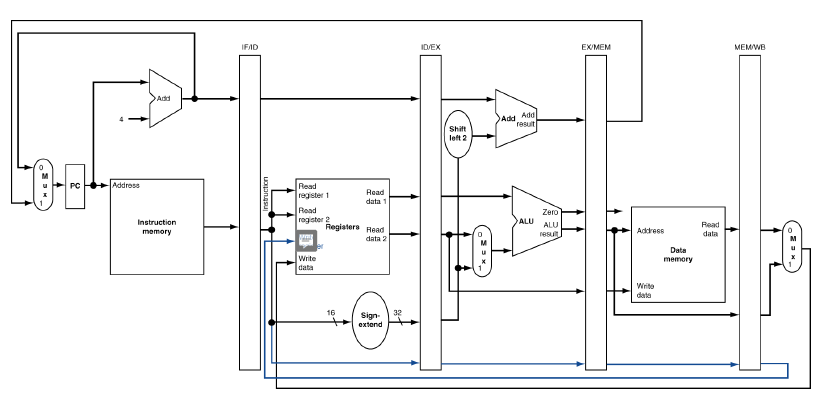 IF/ID
ID/EX
EX/MEM
MEM/WB
Add
4
0
M
u
x
1
PC
Address
Instruction
memory
Instruction
Read
register 1
Read
register 2
Registers
Write
data
Read
data 1
Read
data 2
16
Sign-
extend
32
Shift
left 2
Add
Add
result
0
M
u
x
1
ALU
Zero
ALU
result
Address
Data
memory
Write
data
Read
data
0
M
u
x
1